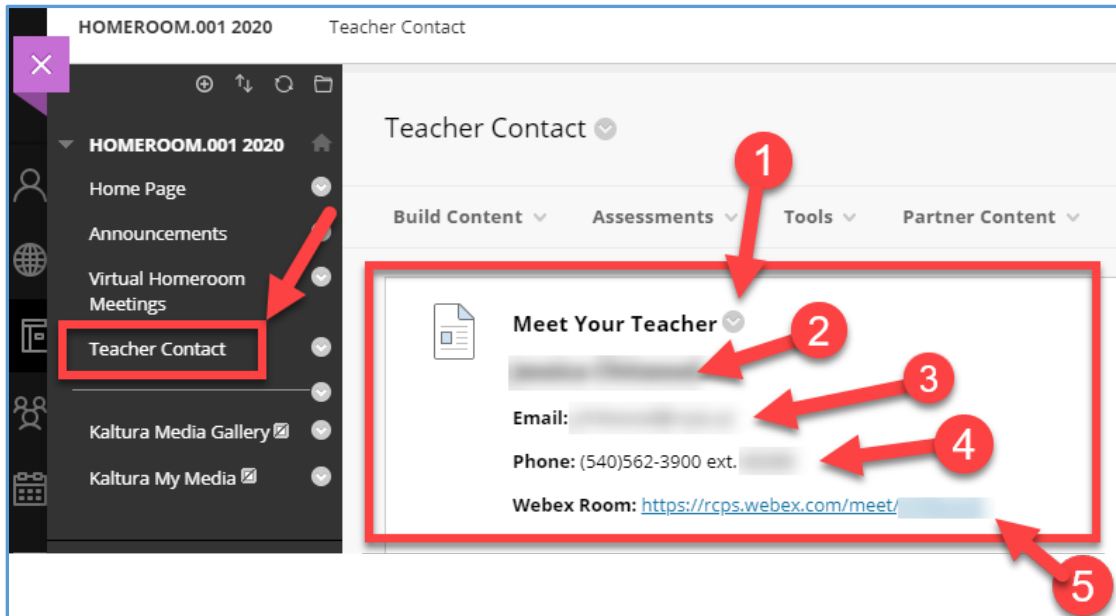 HOMEROOM.001 2020 Teacher Contact
HOMEROOM.001 2020
Home Page
Announcements
Virtual Homeroom
Meetings
Teacher Contact
Kaltura Media Gallery
Kaltura My Media
Teacher Contact
1
Build Content Assessments Tools Partner Content
Meet Your Teacher
2
3
Email:
4
Phone: (540)562-3900 ext.
Webex Room: https://rcps.webex.com/meet/
5